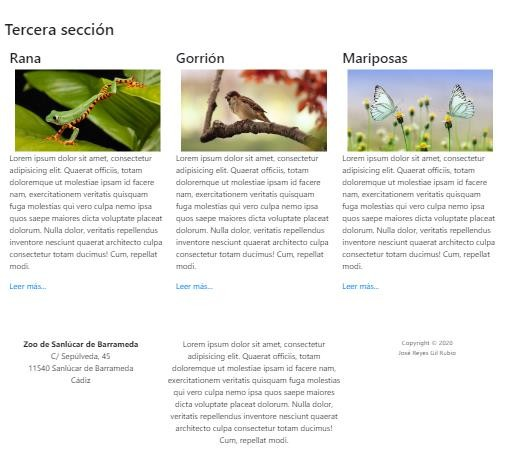 Tercera sección
Rana
Lorem ipsum dolor sit amet, consectetur
adipisicing elit. Quaerat officiis, totam
doloremque ut molestiae ipsam id facere
nam, exercitationem veritatis quisquam
fuga molestias qui vero culpa nemo ipsa
quos saepe maiores dicta voluptate placeat
dolorum. Nulla dolor, veritatis repellendus
inventore nesciunt quaerat architecto culpa
consectetur totam ducimus! Cum, repellat
modi.
Leer más...
Gorrión
Lorem ipsum dolor sit amet, consectetur
adipisicing elit. Quaerat officiis, totam
doloremque ut molestiae ipsam id facere
nam, exercitationem veritatis quisquam
fuga molestias qui vero culpa nemo ipsa
quos saepe maiores dicta voluptate placeat
dolorum. Nulla dolor, veritatis repellendus
inventore nesciunt quaerat architecto culpa
consectetur totam ducimus! Cum, repellat
modi.
Leer más...
Mariposas
Lorem ipsum dolor sit amet, consectetur
adipisicing elit. Quaerat officiis, totam
doloremque ut molestiae ipsam id facere
nam, exercitationem veritatis quisquam
fuga molestias qui vero culpa nemo ipsa
quos saepe maiores dicta voluptate placeat
dolorum. Nulla dolor, veritatis repellendus
inventore nesciunt quaerat architecto culpa
consectetur totam ducimus! Cum, repellat
modi.
Leer más...
Zoo de Sanlúcar de Barrameda
C/ Sepúlveda, 45
11540 Sanlúcar de Barrameda
Cádiz
Lorem ipsum dolor sit amet, consectetur
adipisicing elit. Quaerat officiis, totam
doloremque ut molestiae ipsam id facere nam,
exercitationem veritatis quisquam fuga molestias
qui vero culpa nemo ipsa quos saepe maiores
dicta voluptate placeat dolorum. Nulla dolor,
veritatis repellendus inventore nesciunt quaerat
architecto culpa consectetur totam ducimus!
Cum, repellat modi.
Copyright © 2020
José Reyes Gil Rubio